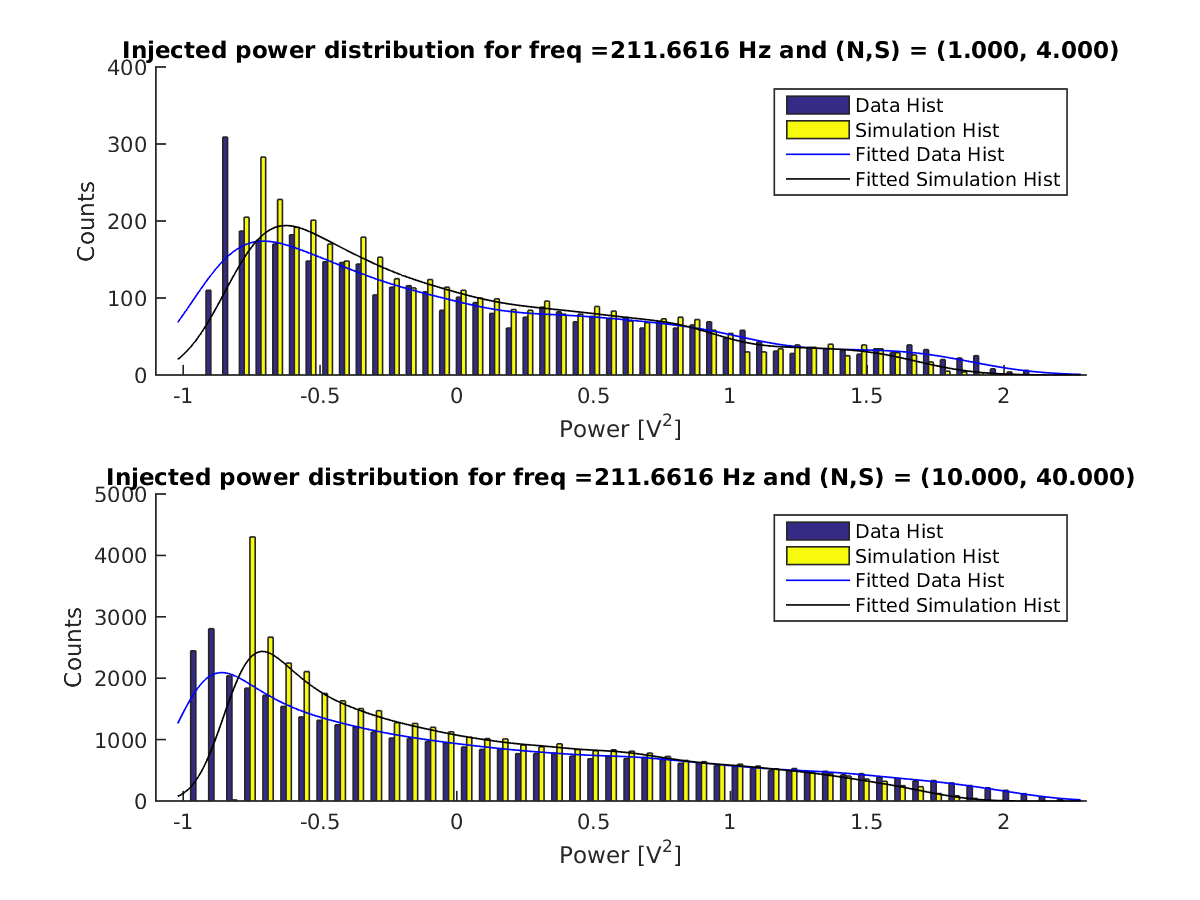 Injected power distribution for freq =211.6616 Hz and (N,S) = (1.000, 4.000)
400
300
200
100
0
Counts
Data Hist
Simulation Hist
Fitted Data Hist
Fitted Simulation Hist
-1 -0.5 0 0.5 1 1.5 2
Power [V²]
Injected power distribution for freq =211.6616 Hz and (N,S) = (10.000, 40.000)
5000
4000
3000
2000
1000
0
Counts
Data Hist
Simulation Hist
Fitted Data Hist
Fitted Simulation Hist
-1 -0.5 0 0.5 1 1.5 2
Power [V²]